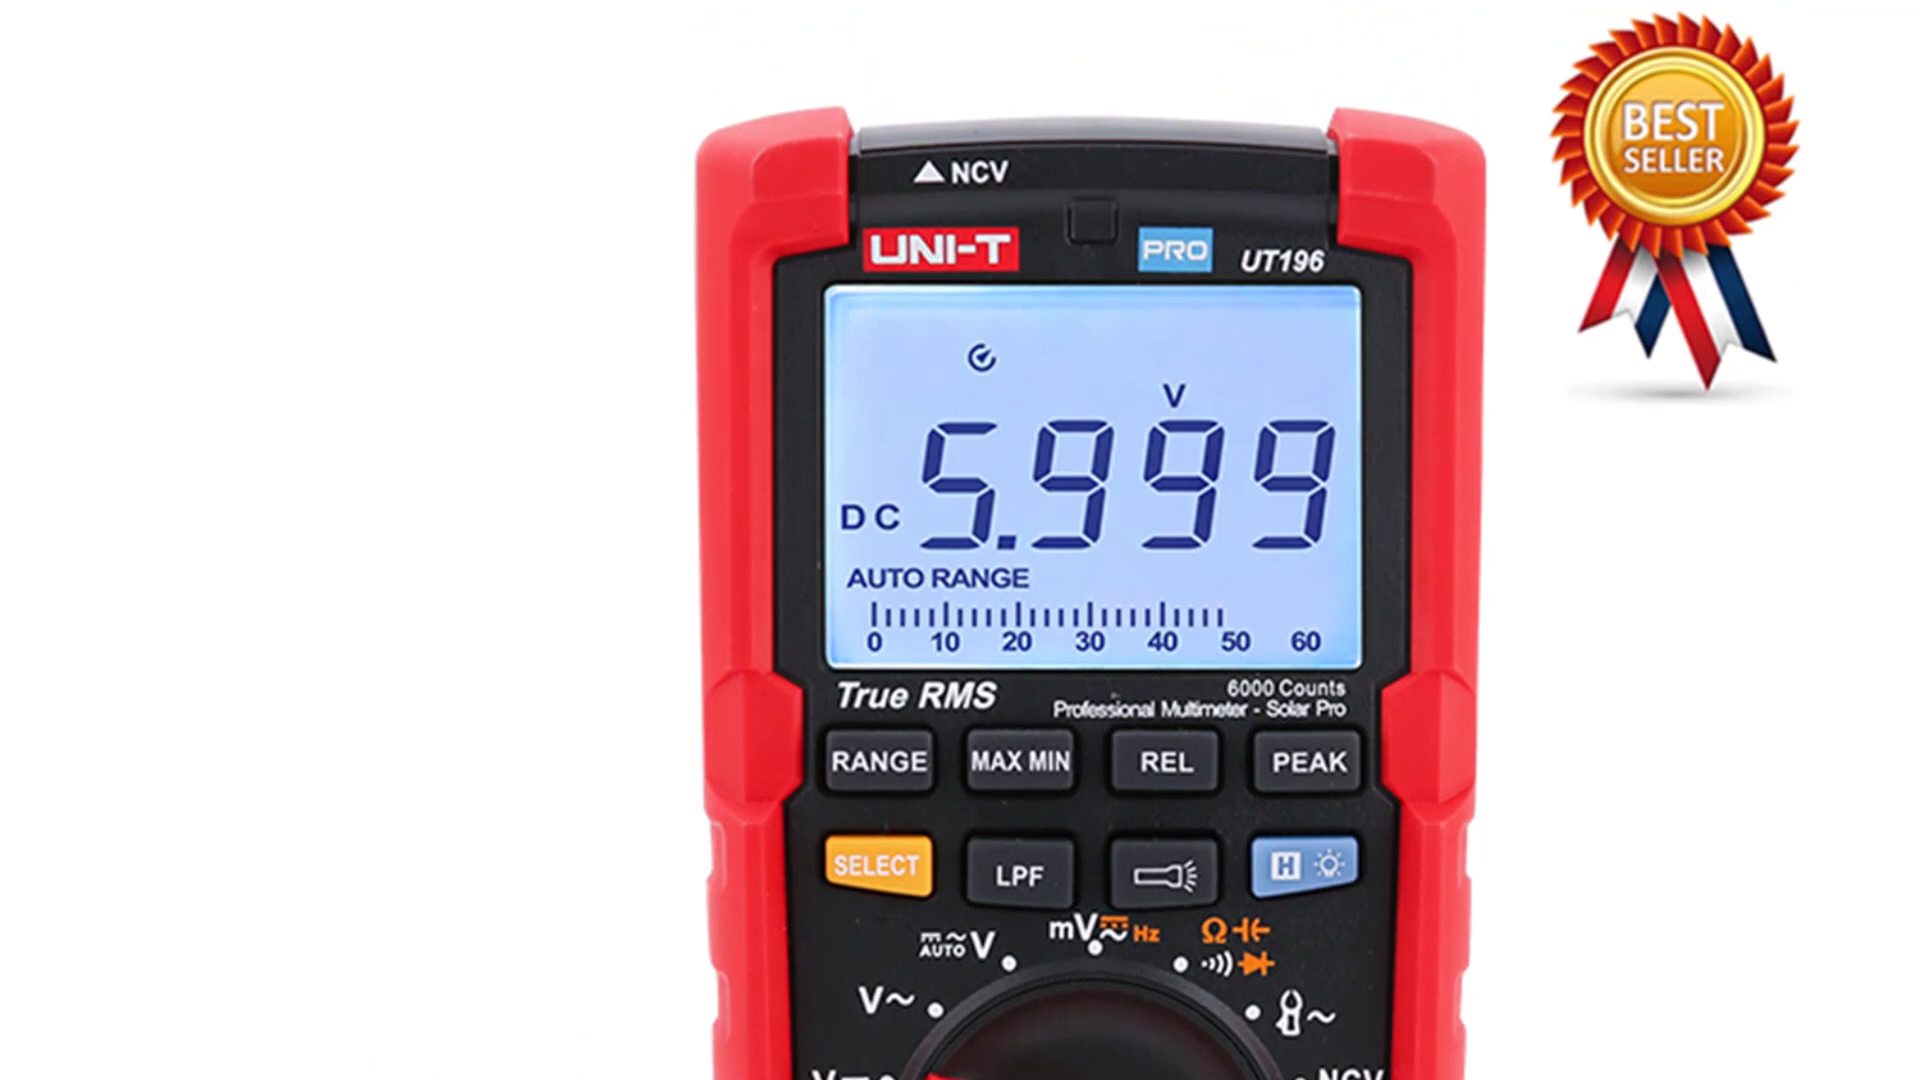 BEST
SELLER
NCV
UNI-T PRO UT196
V
DC 5.999
AUTO RANGE
0 10 20 30 40 50 60
True RMS
6000 Counts
Professional Multimeter - Solar Pro
RANGE MAX MIN REL PEAK
SELECT LPF H
AUTO V
mV Hz
Ω
V~
~
V
NCV